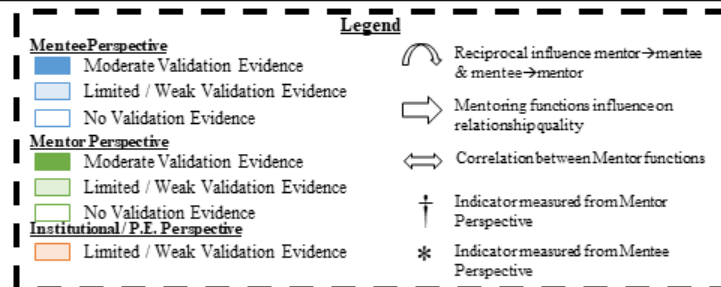 Legend
Mentee Perspective
Moderate Validation Evidence
Limited / Weak Validation Evidence
No Validation Evidence
Mentor Perspective
Moderate Validation Evidence
Limited / Weak Validation Evidence
No Validation Evidence
Institutional / P.E. Perspective
Limited / Weak Validation Evidence
Reciprocal influence mentor→mentee
& mentee→mentor
Mentoring functions influence on
relationship quality
Correlation between Mentor functions
† Indicator measured from Mentor
Perspective
* Indicator measured from Mentee
Perspective